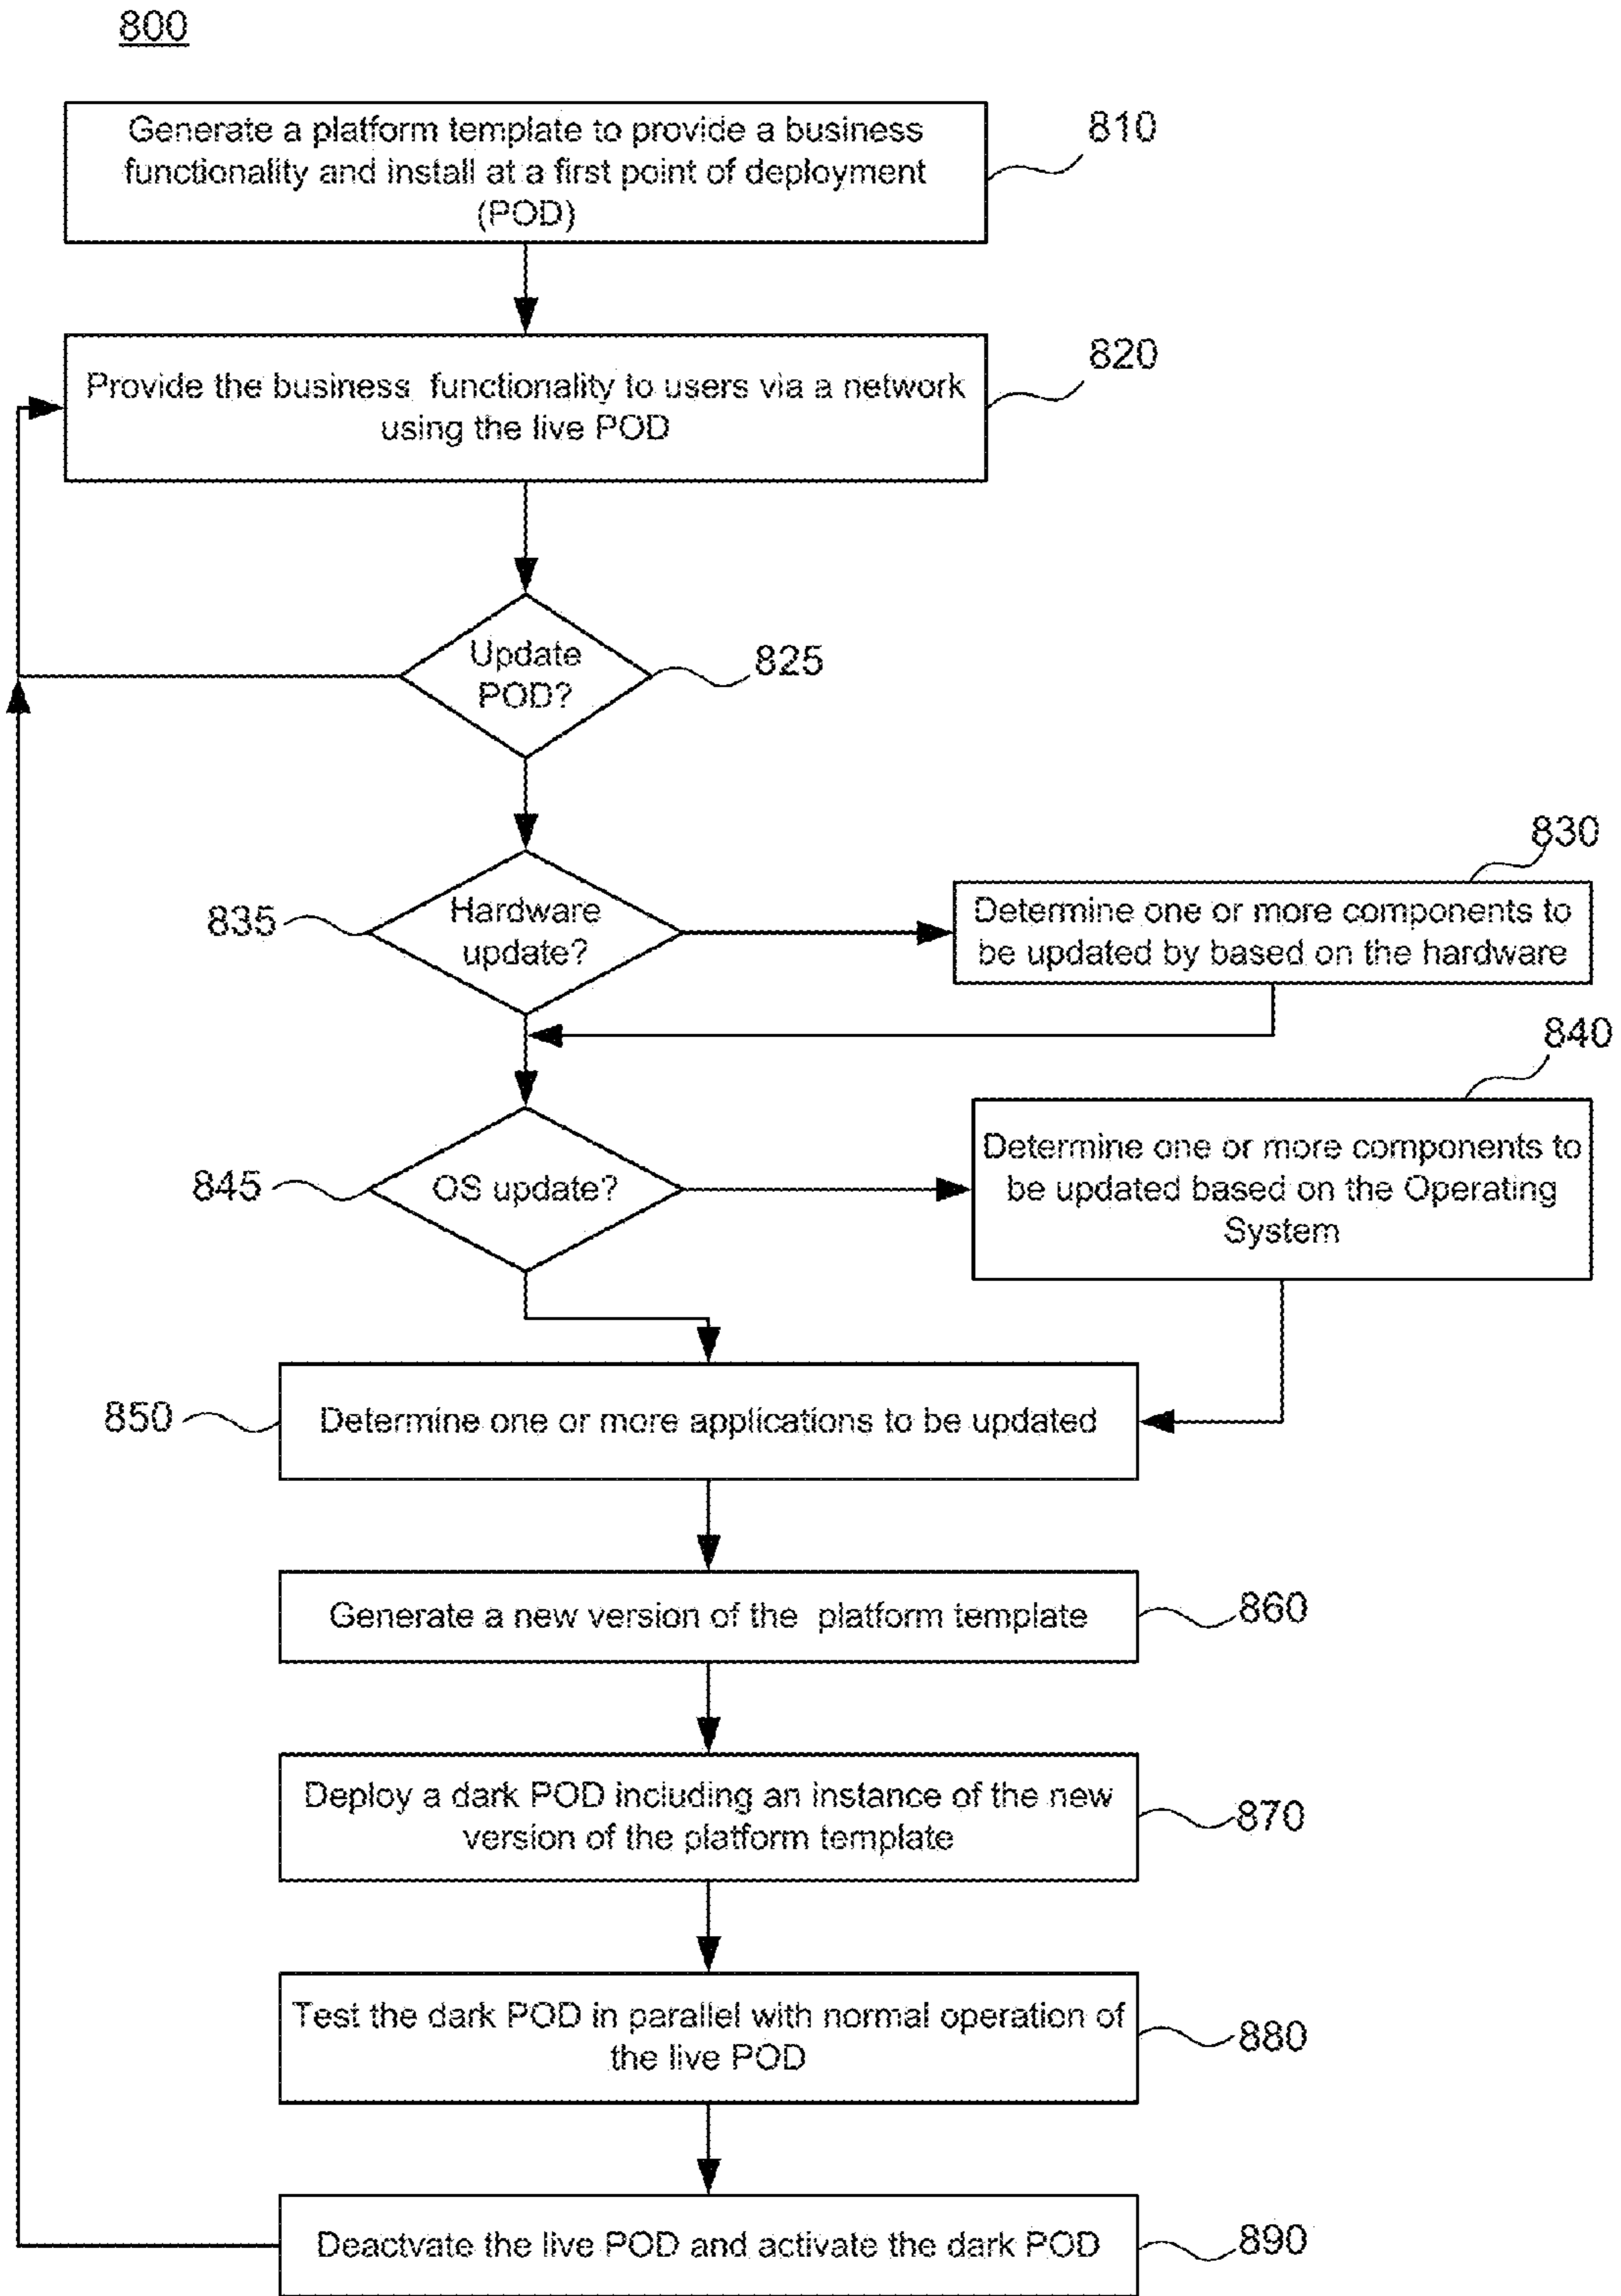 800
Generate a platform template to provide a business
functionality and install at a first point of deployment
(POD)
810
Provide the business functionality to users via a network
using the live POD
820
Update
POD?
825
Hardware
update?
835
830
Determine one or more components to
be updated by based on the hardware
840
OS update?
845
Determine one or more components to
be updated based on the Operating
System
850
Determine one or more applications to be updated
Generate a new version of the platform template
860
Deploy a dark POD including an instance of the new
version of the platform template
870
Test the dark POD in parallel with normal operation of
the live POD
880
Deactvate the live POD and activate the dark POD
890